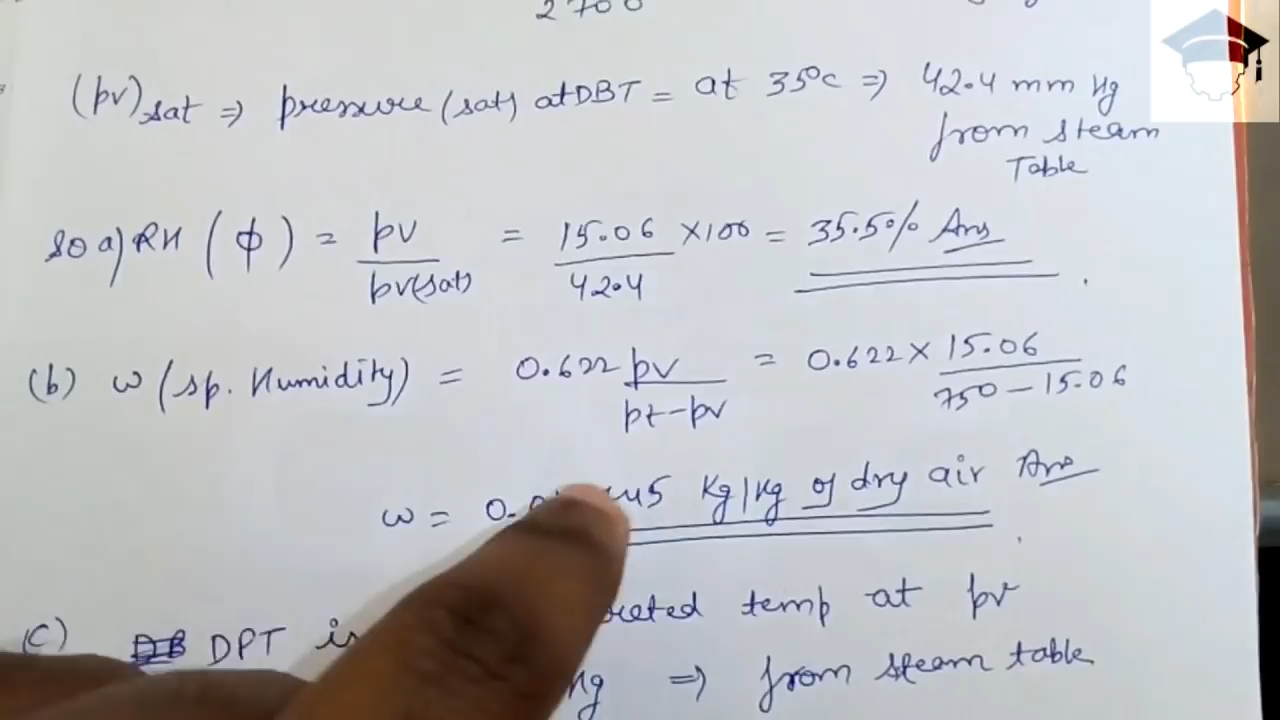 2700
(pv)sat ⇒ pressure (sat) at DBT = at 35°C ⇒ 42.4 mm Hg
from steam
Table
so a) RH (ϕ) = pv / pv(sat) = 15.06 / 42.4 × 100 = 35.5% Ans
(b) ω (sp. Humidity) = 0.622 pv / pt - pv = 0.622 × 15.06 / 750 - 15.06
ω = 0.0 45 Kg/Kg of dry air Ans
C) DPT temp at pv
Hg ⇒ from steam table